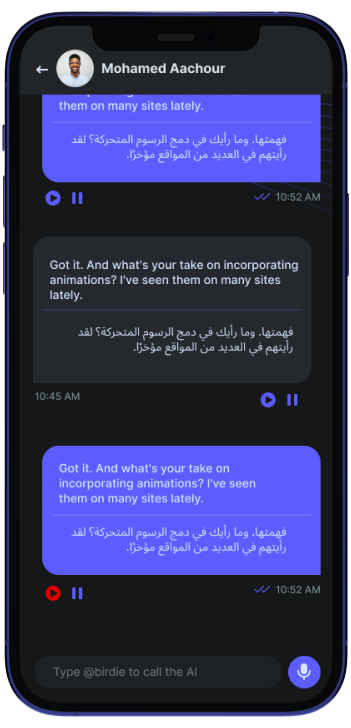 Mohamed Aachour
them on many sites lately.
فهمتها. وما رأيك في دمج الرسوم المتحركة؟ لقد
رأيتهم في العديد من المواقع مؤخرًا.
10:52 AM
Got it. And what's your take on incorporating
animations? I've seen them on many sites
lately.
فهمتها. وما رأيك في دمج الرسوم المتحركة؟ لقد
رأيتهم في العديد من المواقع مؤخرًا.
10:45 AM
Got it. And what's your take on
incorporating animations? I've seen
them on many sites lately.
فهمتها. وما رأيك في دمج الرسوم المتحركة؟ لقد
رأيتهم في العديد من المواقع مؤخرًا.
10:52 AM
Type @birdie to call the AI